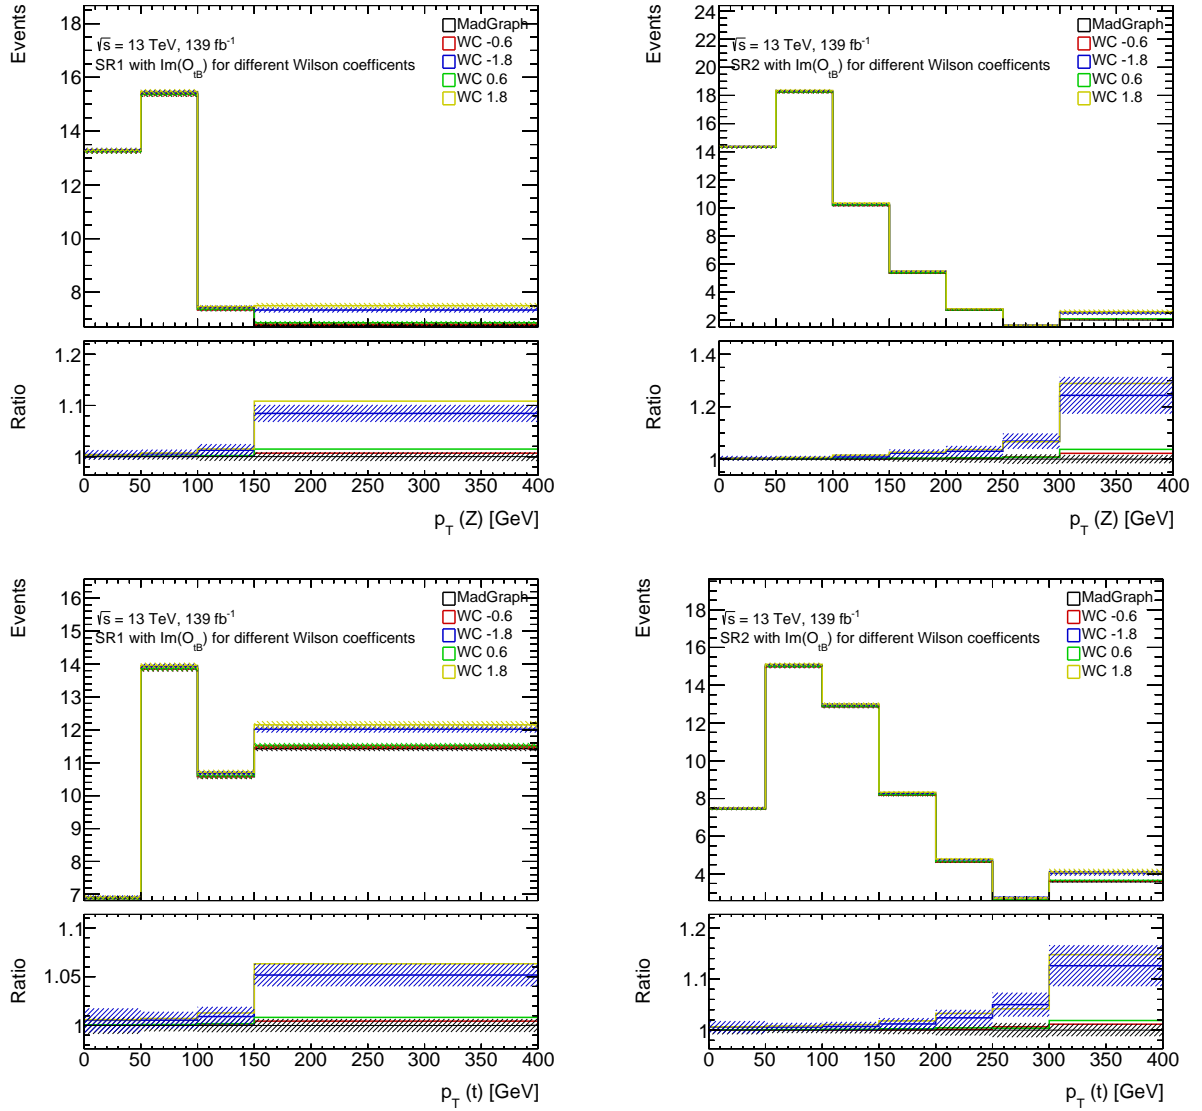 Events
18
16
14
12
10
8
√s = 13 TeV, 139 fb⁻¹
SR1 with Im(O_tB) for different Wilson coefficents
MadGraph
WC -0.6
WC -1.8
WC 0.6
WC 1.8
Ratio
1.2
1.1
1
0 50 100 150 200 250 300 350 400
p_T (Z) [GeV]
Events
24
22
20
18
16
14
12
10
8
6
4
2
√s = 13 TeV, 139 fb⁻¹
SR2 with Im(O_tB) for different Wilson coefficents
MadGraph
WC -0.6
WC -1.8
WC 0.6
WC 1.8
Ratio
1.4
1.2
1
0 50 100 150 200 250 300 350 400
p_T (Z) [GeV]
Events
16
15
14
13
12
11
10
9
8
7
√s = 13 TeV, 139 fb⁻¹
SR1 with Im(O_tB) for different Wilson coefficents
MadGraph
WC -0.6
WC -1.8
WC 0.6
WC 1.8
Ratio
1.1
1.05
1
0 50 100 150 200 250 300 350 400
p_T (t) [GeV]
Events
18
16
14
12
10
8
6
4
√s = 13 TeV, 139 fb⁻¹
SR2 with Im(O_tB) for different Wilson coefficents
MadGraph
WC -0.6
WC -1.8
WC 0.6
WC 1.8
Ratio
1.2
1.1
1
0 50 100 150 200 250 300 350 400
p_T (t) [GeV]